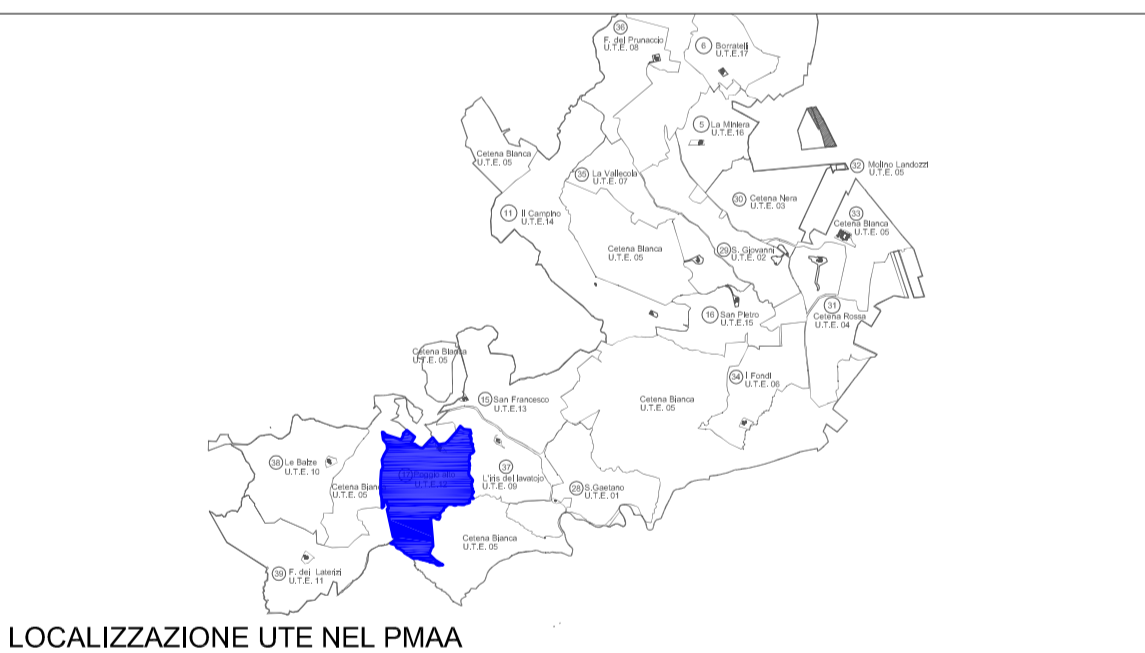 36
F. del Prunaccio
U.T.E. 08
6 Borratelli
U.T.E.17
5 La Miniera
U.T.E.16
Cetena Bianca
U.T.E. 05
32 Molino Landozzi
U.T.E. 05
35 La Vallecola
U.T.E. 07
30 Cetena Nera
U.T.E. 03
11 Il Campino
U.T.E.14
33
Cetena Bianca
U.T.E. 05
Cetena Bianca
U.T.E. 05
29 S. Giovanni
U.T.E. 02
31
Cetena Rossa
U.T.E. 04
16 San Pietro
U.T.E.15
Cetena Bianca
U.T.E. 05
34 I Fondi
U.T.E. 06
15 San Francesco
U.T.E.13
Cetena Bianca
U.T.E. 05
38 Le Balze
U.T.E. 10
37
L'iris del lavatoio
U.T.E. 09
Cetena Bianca
U.T.E. 05
28 S.Gaetano
U.T.E. 01
Cetena Bianca
U.T.E. 05
39 F. dei Laterizi
U.T.E. 11
LOCALIZZAZIONE UTE NEL PMAA